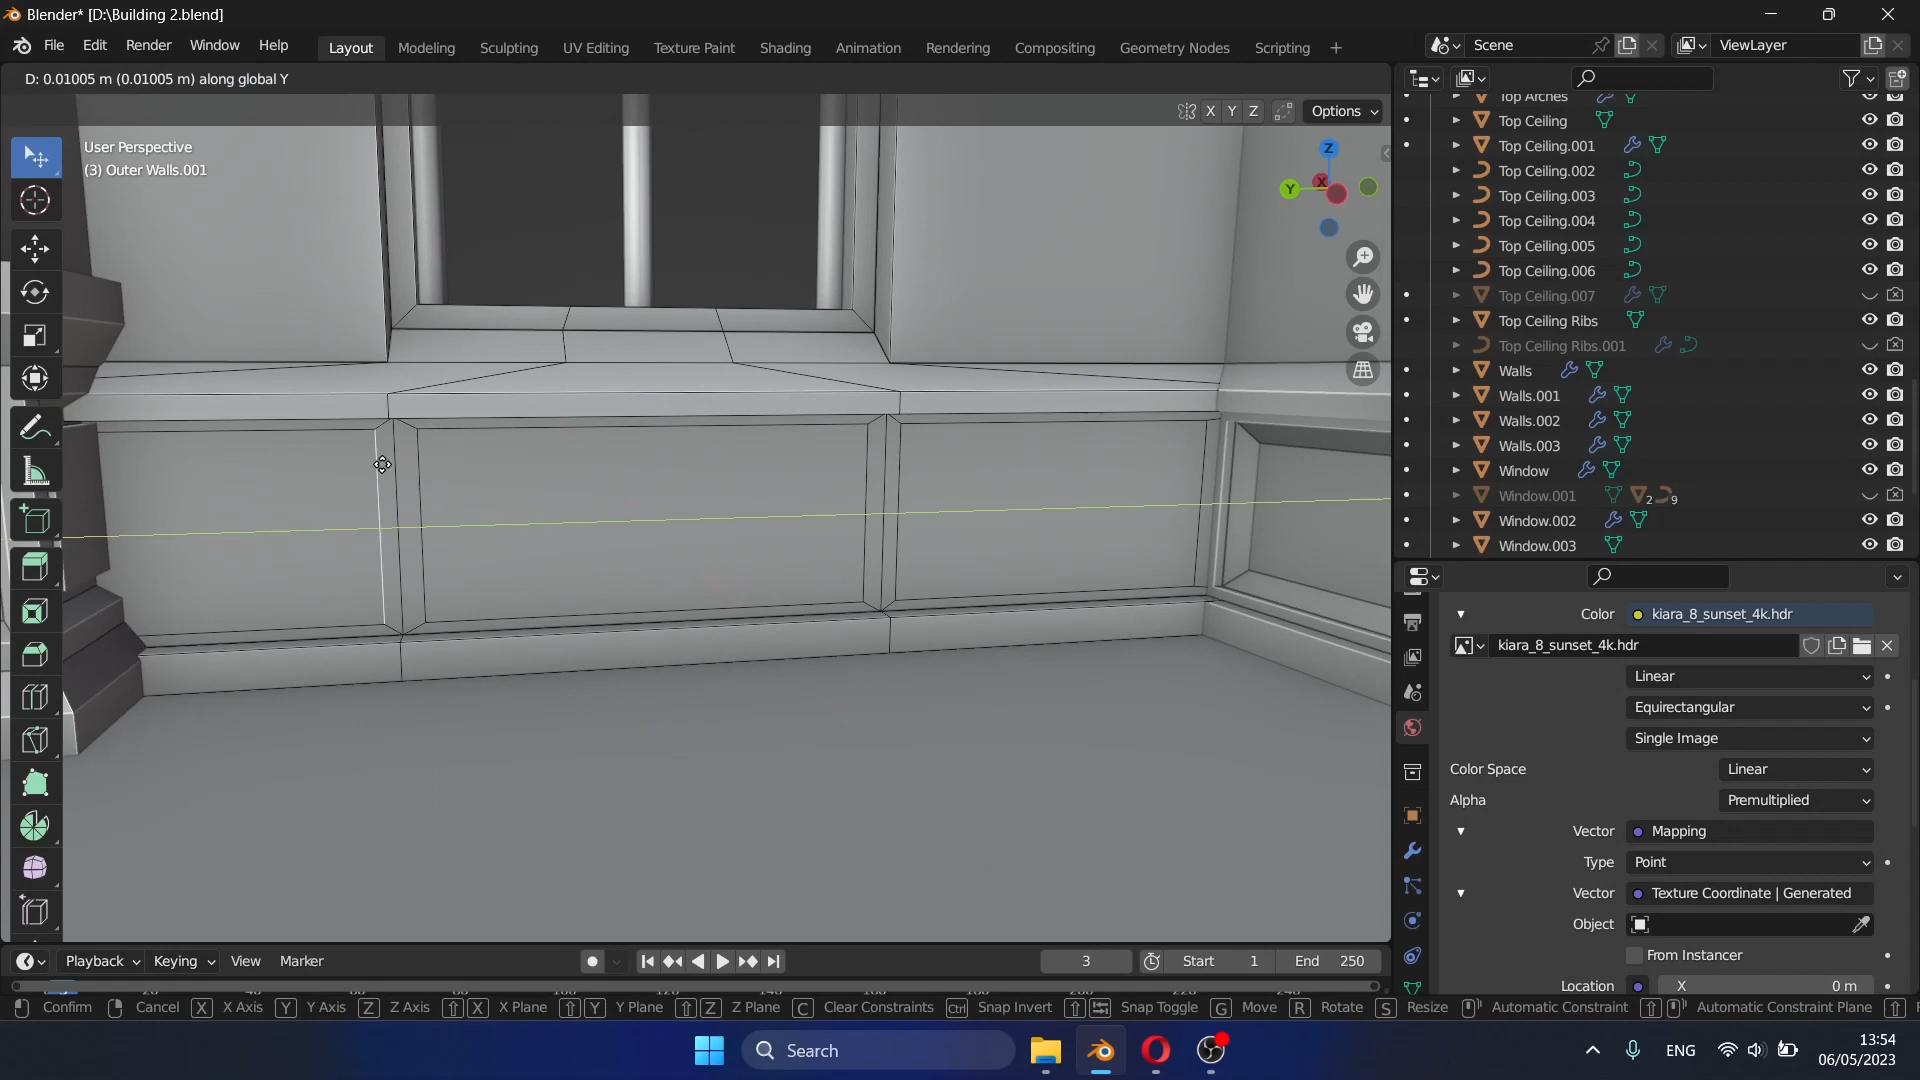 Blender* [D:\Building 2.blend]
File Edit Render Window Help
Layout Modeling Sculpting UV Editing Texture Paint Shading Animation Rendering Compositing Geometry Nodes Scripting +
Scene
ViewLayer
D: 0.01005 m (0.01005 m) along global Y
X Y Z Options
User Perspective
(3) Outer Walls.001
Z
Y X
Top Arches
Top Ceiling
Top Ceiling.001
Top Ceiling.002
Top Ceiling.003
Top Ceiling.004
Top Ceiling.005
Top Ceiling.006
Top Ceiling.007
Top Ceiling Ribs
Top Ceiling Ribs.001
Walls
Walls.001
Walls.002
Walls.003
Window
Window.001 2 9
Window.002
Window.003
Color kiara_8_sunset_4k.hdr
kiara_8_sunset_4k.hdr
Linear
Equirectangular
Single Image
Color Space Linear
Alpha Premultiplied
Vector Mapping
Type Point
Vector Texture Coordinate | Generated
Object
From Instancer
Location X 0 m
Playback Keying View Marker
3 Start 1 End 250
Confirm Cancel X X Axis Y Y Axis Z Z Axis X X Plane Y Y Plane Z Z Plane C Clear Constraints Ctrl Snap Invert Snap Toggle G Move R Rotate S Resize Automatic Constraint Automatic Constraint Plane
Search
ENG
13:54
06/05/2023